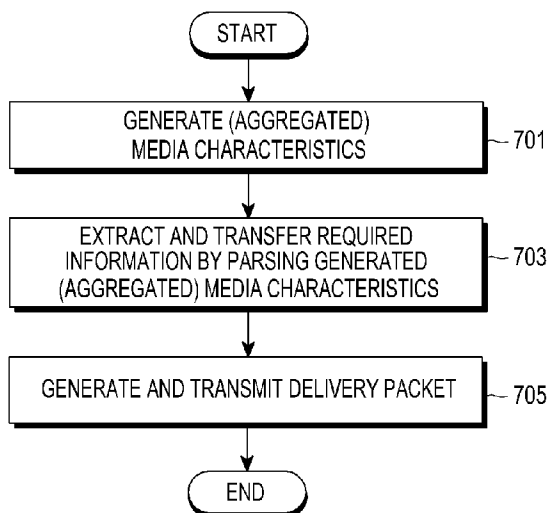 START
GENERATE (AGGREGATED)
MEDIA CHARACTERISTICS
701
EXTRACT AND TRANSFER REQUIRED
INFORMATION BY PARSING GENERATED
(AGGREGATED) MEDIA CHARACTERISTICS
703
GENERATE AND TRANSMIT DELIVERY PACKET
705
END